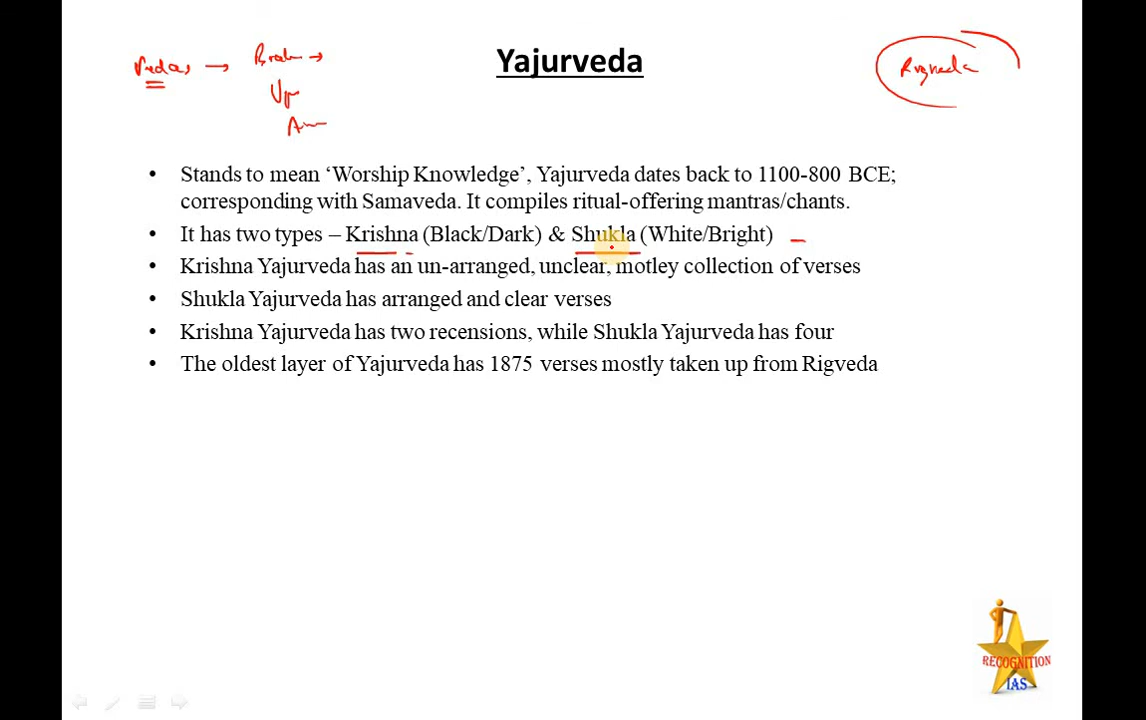 Vedas → Brah →
Yajurveda
Rigveda
Up
Stands to mean ‘Worship Knowledge’, Yajurveda dates back to 1100-800 BCE;
corresponding with Samaveda. It compiles ritual-offering mantras/chants.
It has two types – Krishna (Black/Dark) & Shukla (White/Bright)
Krishna Yajurveda has an un-arranged, unclear, motley collection of verses
Shukla Yajurveda has arranged and clear verses
Krishna Yajurveda has two recensions, while Shukla Yajurveda has four
The oldest layer of Yajurveda has 1875 verses mostly taken up from Rigveda
RECOGNITION
IAS